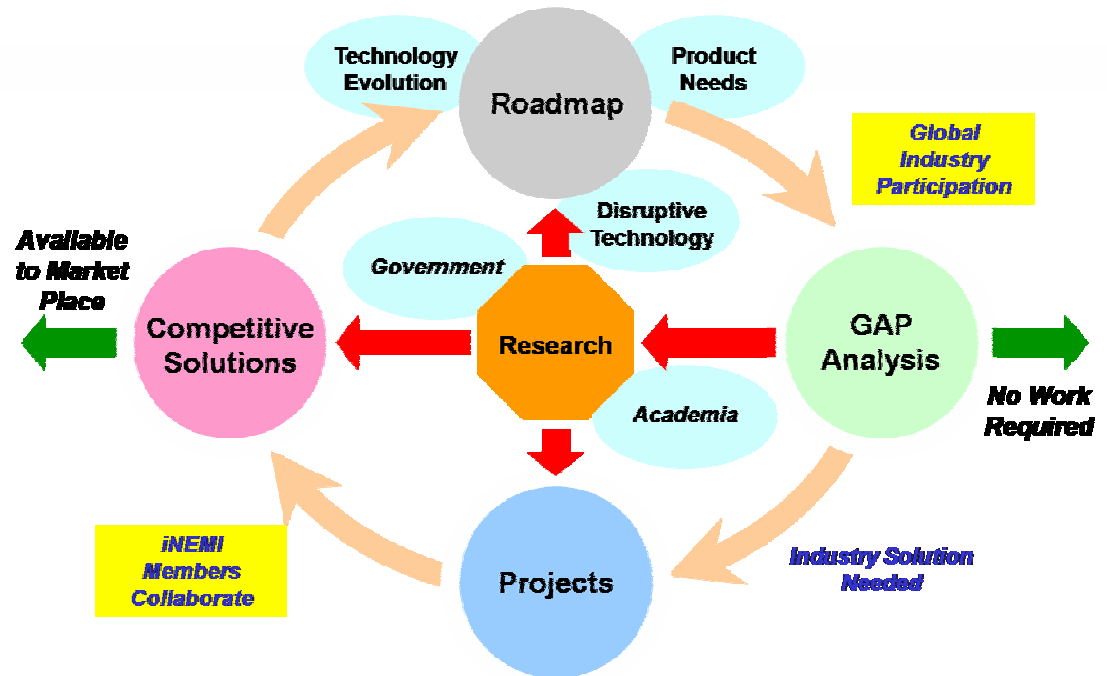 Technology
Evolution
Roadmap
Product
Needs
Global
Industry
Participation
Disruptive
Technology
Government
Available
to Market
Place
Competitive
Solutions
Research
GAP
Analysis
No Work
Required
Academia
iNEMI
Members
Collaborate
Projects
Industry Solution
Needed